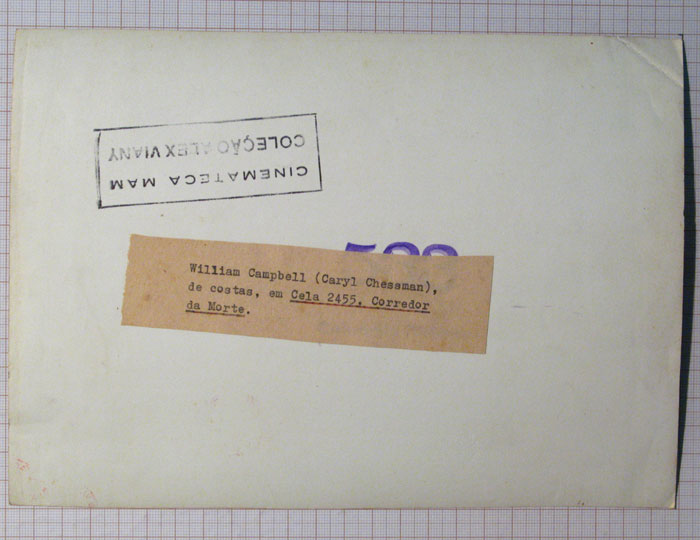 CINEMATECA MAM
COLEÇÃO ALEX VIANY
William Campbell (Caryl Chessman),
de costas, em Cela 2455, Corredor
da Morte.